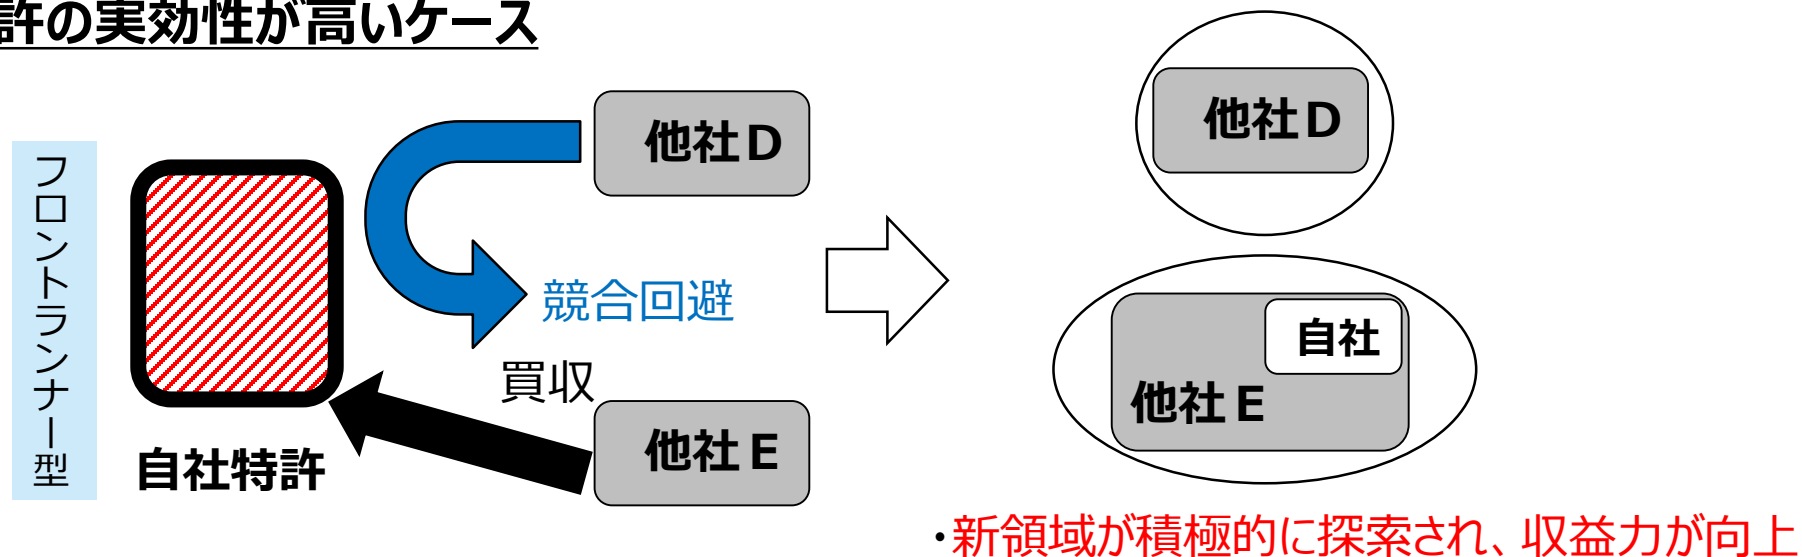 許の実効性が高いケース
フロントランナー型
自社特許
他社D
競合回避
買収
他社E
他社D
自社
他社E
・新領域が積極的に探索され、収益力が向上